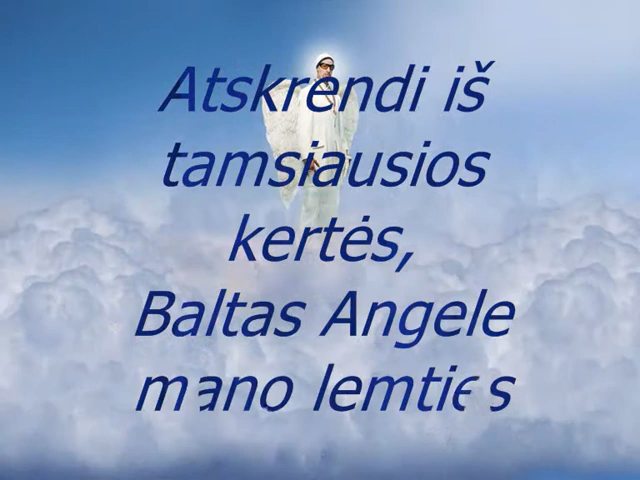 Atskrendi iš
tamsiausios
kertės,
Baltas Angele
mano lemties